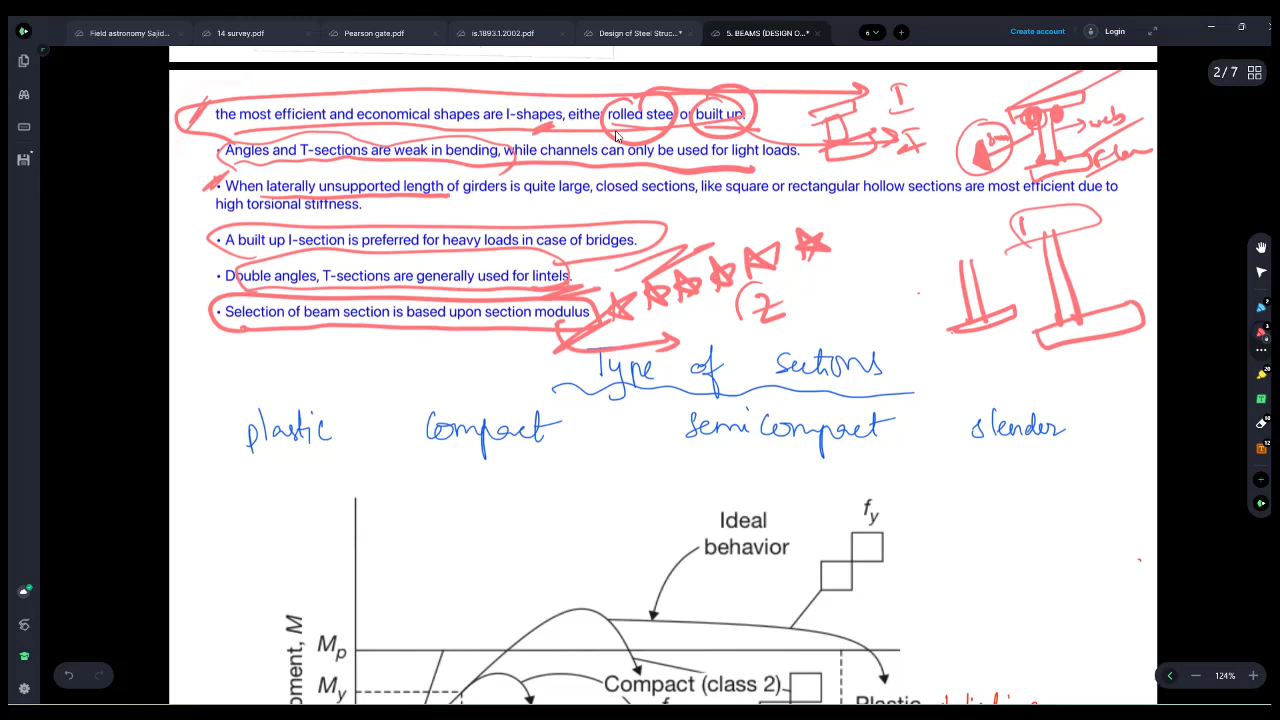 Field astronomy Sajid...
14 survey.pdf
Pearson gate.pdf
is.1893.1.2002.pdf
Design of Steel Struc...*
5. BEAMS (DESIGN O...*
6
Create account
Login
2/7
the most efficient and economical shapes are I-shapes, eithe rolled stee or built up.
I
• Angles and T-sections are weak in bending, while channels can only be used for light loads.
I
web
• When laterally unsupported length of girders is quite large, closed sections, like square or rectangular hollow sections are most efficient due to
high torsional stiffness.
• A built up I-section is preferred for heavy loads in case of bridges.
• Double angles, T-sections are generally used for lintels.
• Selection of beam section is based upon section modulus
(Z
Type of Sections
plastic compact semicompact slender
Ideal
behavior
fy
oment, M
Mp
My
Compact (class 2)
124%